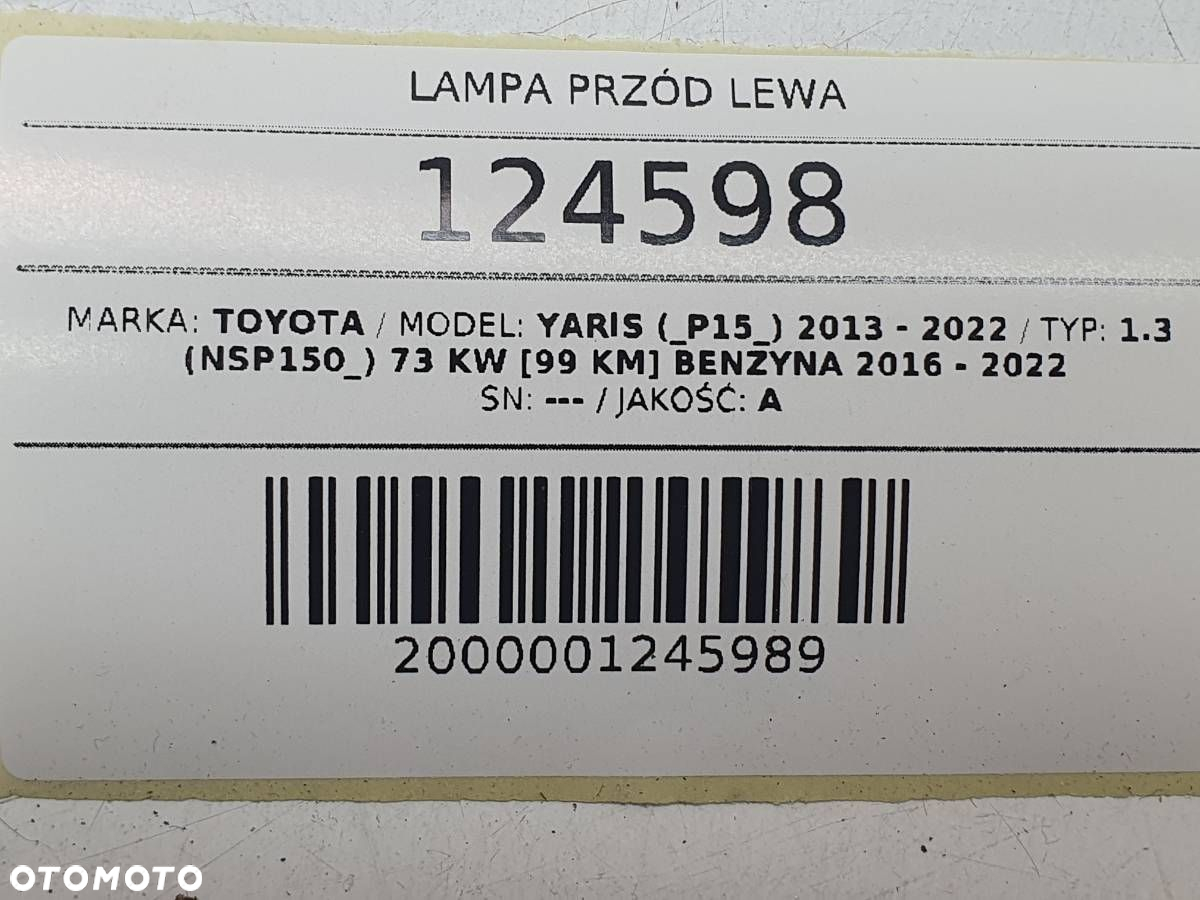 LAMPA PRZÓD LEWA
124598
MARKA: TOYOTA / MODEL: YARIS (_P15_) 2013 - 2022 / TYP: 1.3
(NSP150_) 73 KW [99 KM] BENZYNA 2016 - 2022
SN: --- / JAKOŚĆ: A
2000001245989
OTOMOTO